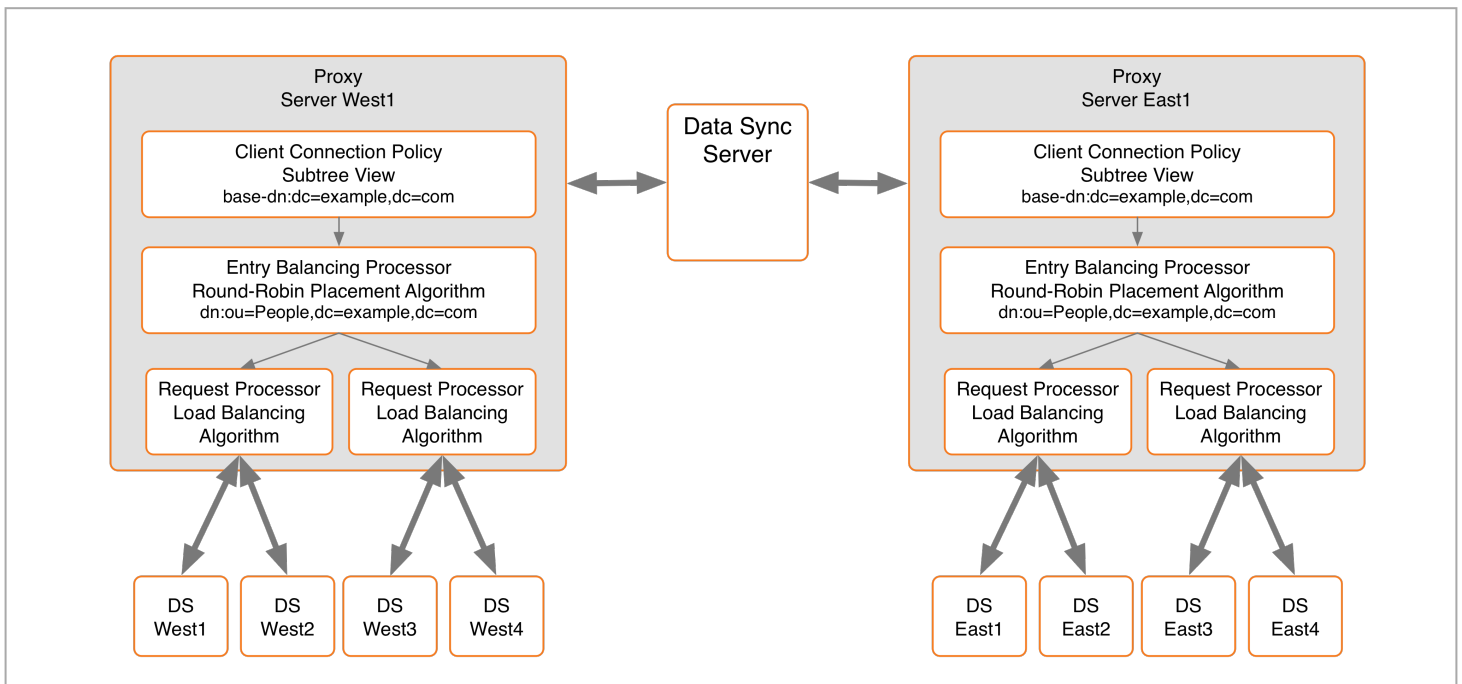 Proxy
Server West1
Client Connection Policy
Subtree View
base-dn:dc=example,dc=com
Entry Balancing Processor
Round-Robin Placement Algorithm
dn:ou=People,dc=example,dc=com
Request Processor
Load Balancing
Algorithm
Request Processor
Load Balancing
Algorithm
DS
West1
DS
West2
DS
West3
DS
West4
Data Sync
Server
Proxy
Server East1
Client Connection Policy
Subtree View
base-dn:dc=example,dc=com
Entry Balancing Processor
Round-Robin Placement Algorithm
dn:ou=People,dc=example,dc=com
Request Processor
Load Balancing
Algorithm
Request Processor
Load Balancing
Algorithm
DS
East1
DS
East2
DS
East3
DS
East4